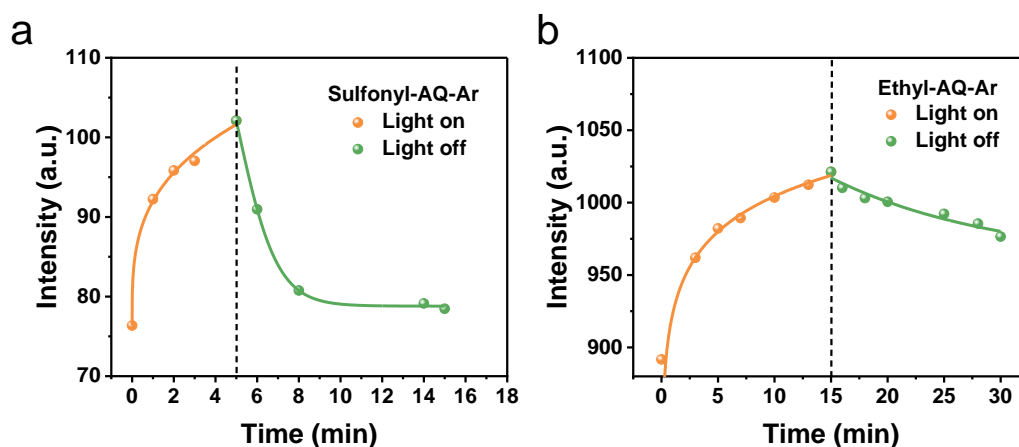 a
110
100
90
80
70
Intensity (a.u.)
0 2 4 6 8 10 12 14 16 18
Time (min)
Sulfonyl-AQ-Ar
Light on
Light off
b
1100
1050
1000
950
900
Intensity (a.u.)
0 5 10 15 20 25 30
Time (min)
Ethyl-AQ-Ar
Light on
Light off